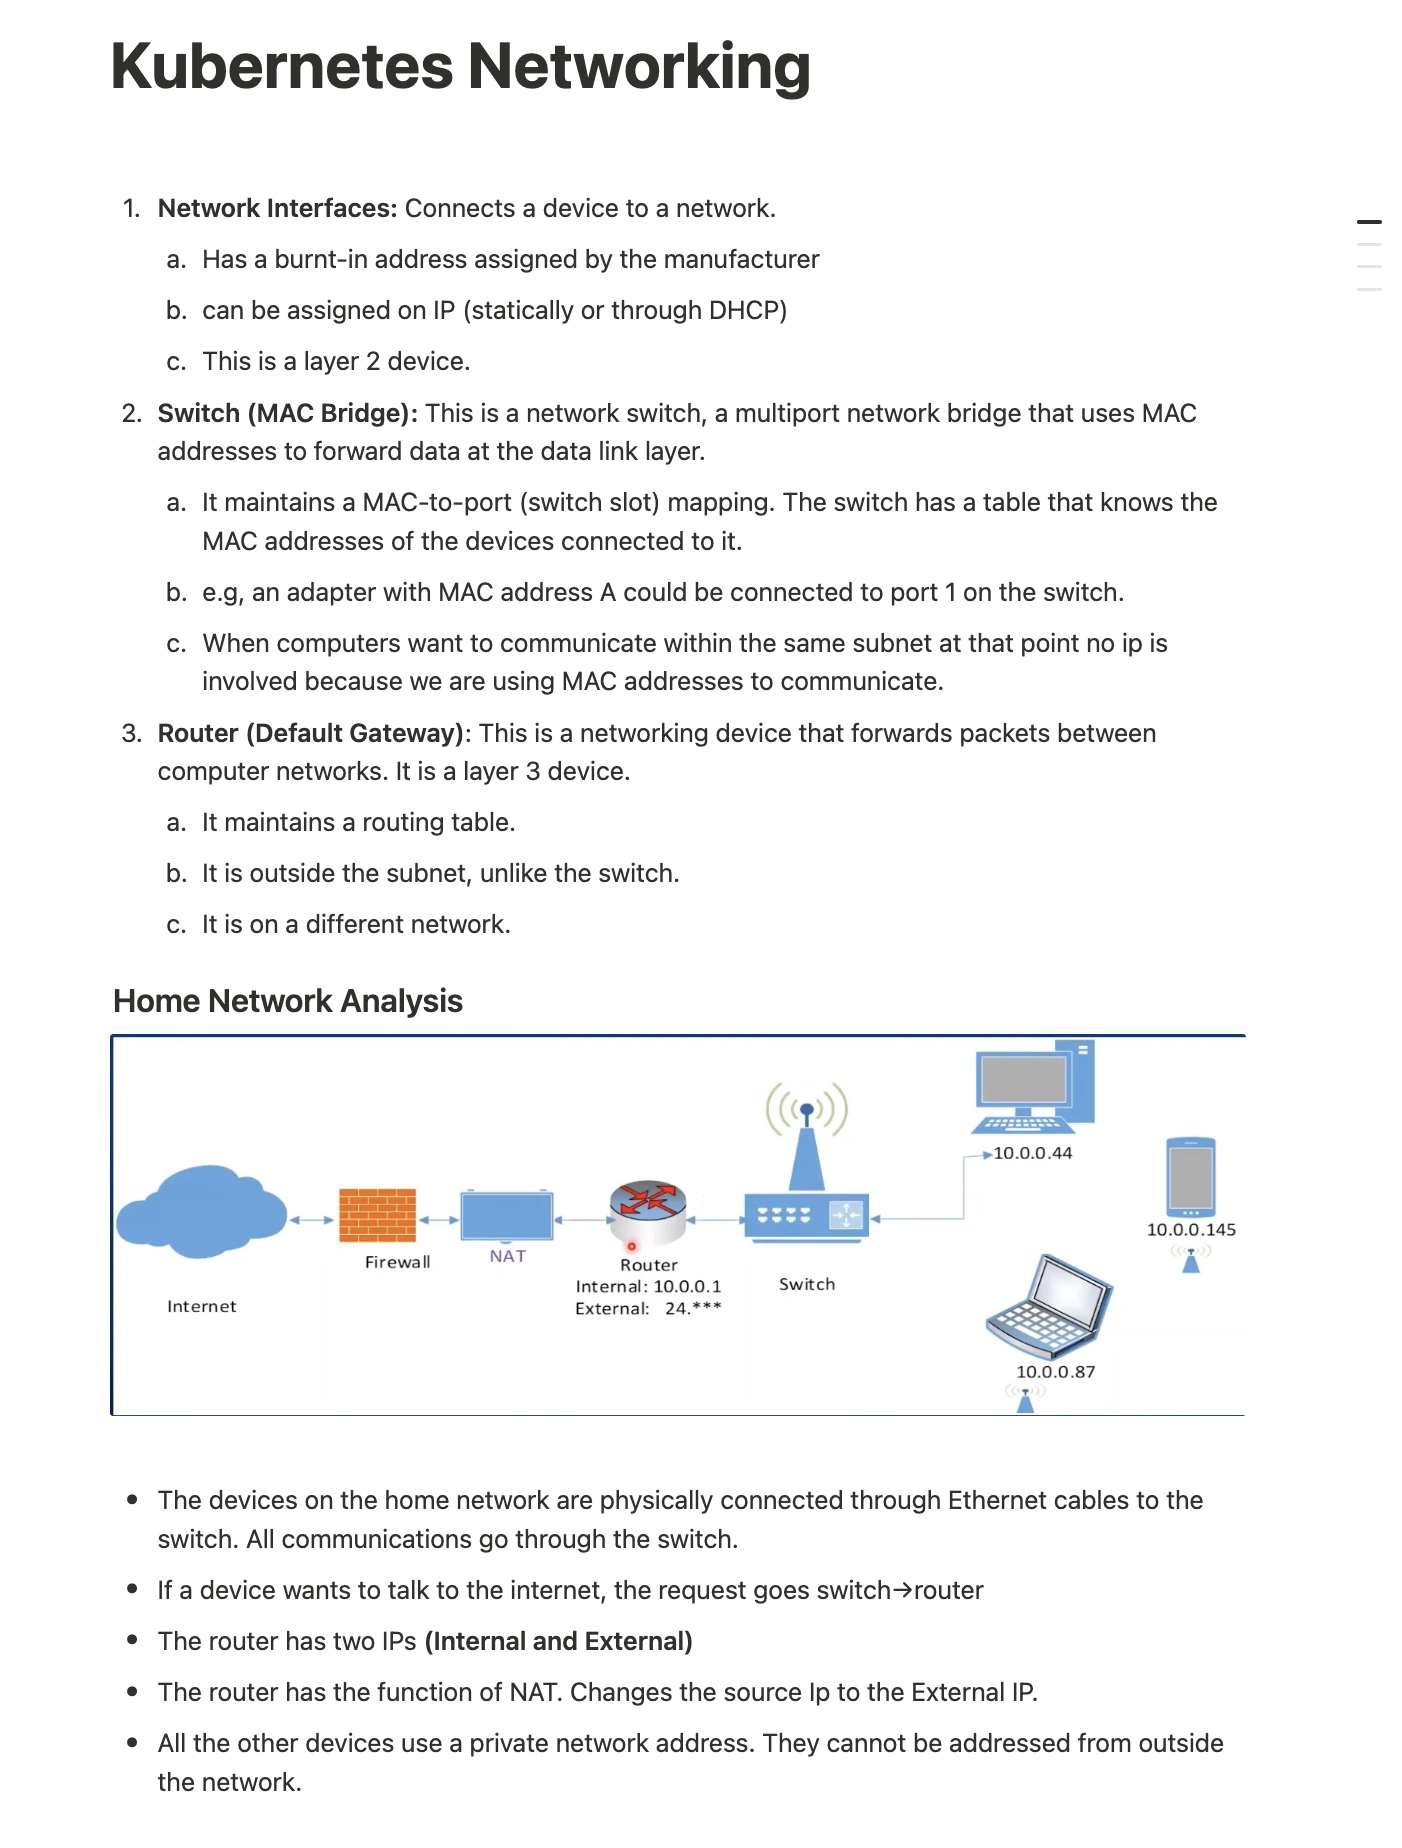 Kubernetes Networking
1. Network Interfaces: Connects a device to a network.
a. Has a burnt-in address assigned by the manufacturer
b. can be assigned on IP (statically or through DHCP)
c. This is a layer 2 device.
2. Switch (MAC Bridge): This is a network switch, a multiport network bridge that uses MAC
addresses to forward data at the data link layer.
a. It maintains a MAC-to-port (switch slot) mapping. The switch has a table that knows the
MAC addresses of the devices connected to it.
b. e.g, an adapter with MAC address A could be connected to port 1 on the switch.
c. When computers want to communicate within the same subnet at that point no ip is
involved because we are using MAC addresses to communicate.
3. Router (Default Gateway): This is a networking device that forwards packets between
computer networks. It is a layer 3 device.
a. It maintains a routing table.
b. It is outside the subnet, unlike the switch.
c. It is on a different network.
Home Network Analysis
10.0.0.44
10.0.0.145
Firewall
NAT
Router
Internal: 10.0.0.1
External: 24.***
Switch
Internet
10.0.0.87
• The devices on the home network are physically connected through Ethernet cables to the
switch. All communications go through the switch.
• If a device wants to talk to the internet, the request goes switch→router
• The router has two IPs (Internal and External)
• The router has the function of NAT. Changes the source Ip to the External IP.
• All the other devices use a private network address. They cannot be addressed from outside
the network.